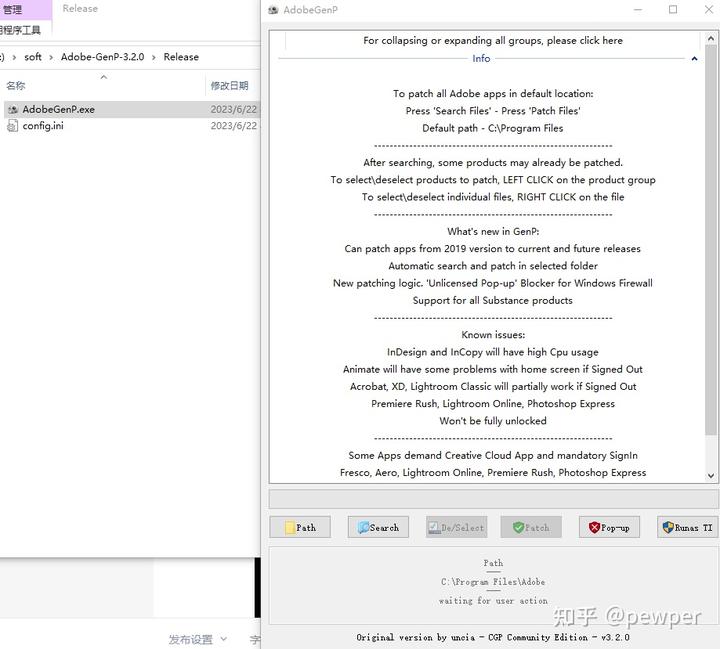 管理
Release
用程序工具
› soft › Adobe-GenP-3.2.0 › Release
名称
修改日期
AdobeGenP.exe
2023/6/22
config.ini
2023/6/22
AdobeGenP
For collapsing or expanding all groups, please click here
Info
To patch all Adobe apps in default location:
Press 'Search Files' - Press 'Patch Files'
Default path - C:\Program Files
---------------------------------------------------------------
After searching, some products may already be patched.
To select\deselect products to patch, LEFT CLICK on the product group
To select\deselect individual files, RIGHT CLICK on the file
---------------------------------------------------------------
What's new in GenP:
Can patch apps from 2019 version to current and future releases
Automatic search and patch in selected folder
New patching logic. 'Unlicensed Pop-up' Blocker for Windows Firewall
Support for all Substance products
---------------------------------------------------------------
Known issues:
InDesign and InCopy will have high Cpu usage
Animate will have some problems with home screen if Signed Out
Acrobat, XD, Lightroom Classic will partially work if Signed Out
Premiere Rush, Lightroom Online, Photoshop Express
Won't be fully unlocked
---------------------------------------------------------------
Some Apps demand Creative Cloud App and mandatory SignIn
Fresco, Aero, Lightroom Online, Premiere Rush, Photoshop Express
Path
Search
De/Select
Patch
Pop-up
Runas TI
Path
C:\Program Files\Adobe
waiting for user action
发布设置
字
知乎 @pewper
Original version by uncia - CGP Community Edition - v3.2.0